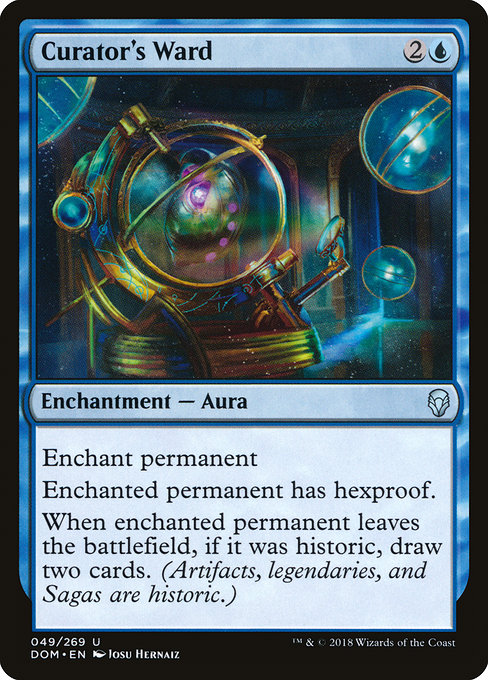 Curator's Ward 2
Enchantment — Aura
Enchant permanent
Enchanted permanent has hexproof.
When enchanted permanent leaves
the battlefield, if it was historic, draw
two cards. (Artifacts, legendaries, and
Sagas are historic.)
049/269 U
™ & © 2018 Wizards of the Coast
DOM • EN Josu Hernaiz